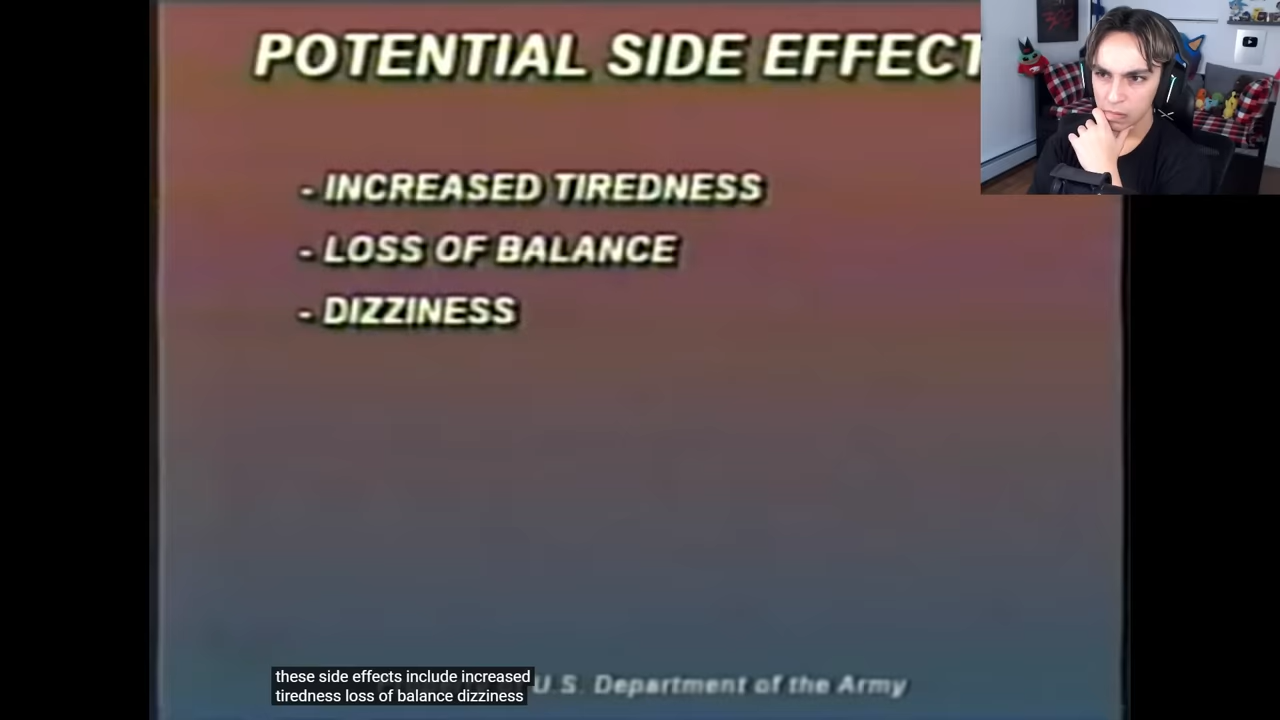 POTENTIAL SIDE EFFECT
- INCREASED TIREDNESS
- LOSS OF BALANCE
- DIZZINESS
these side effects include increased
tiredness loss of balance dizziness
U.S. Department of the Army